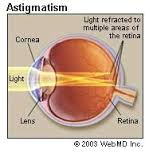 Astigmatism
Light refracted to
multiple areas of
the retina
Cornea
Light
Lens
Retina
© 2003 WebMD Inc.